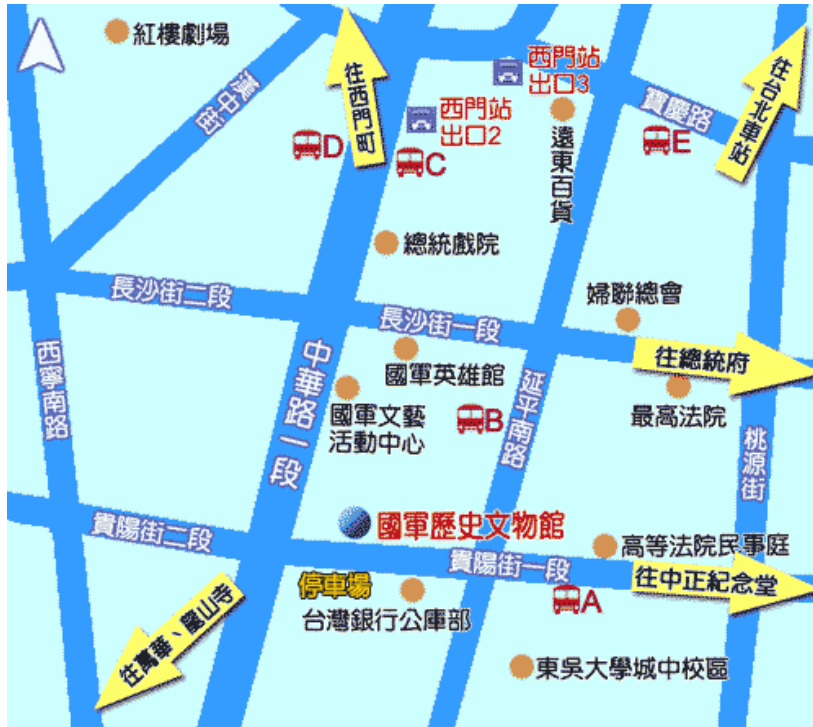 紅樓劇場
漢中街
往西門町
西門站
出口3
西門站
出口2
遠東百貨
寶慶路
往台北車站
D
C
E
總統戲院
長沙街二段
長沙街一段
婦聯總會
往總統府
西寧南路
中華路一段
國軍英雄館
國軍文藝
活動中心
B
延平南路
最高法院
桃源街
貴陽街二段
國軍歷史文物館
貴陽街一段
高等法院民事庭
往中正紀念堂
停車場
台灣銀行公庫部
A
往萬華、龍山寺
東吳大學城中校區